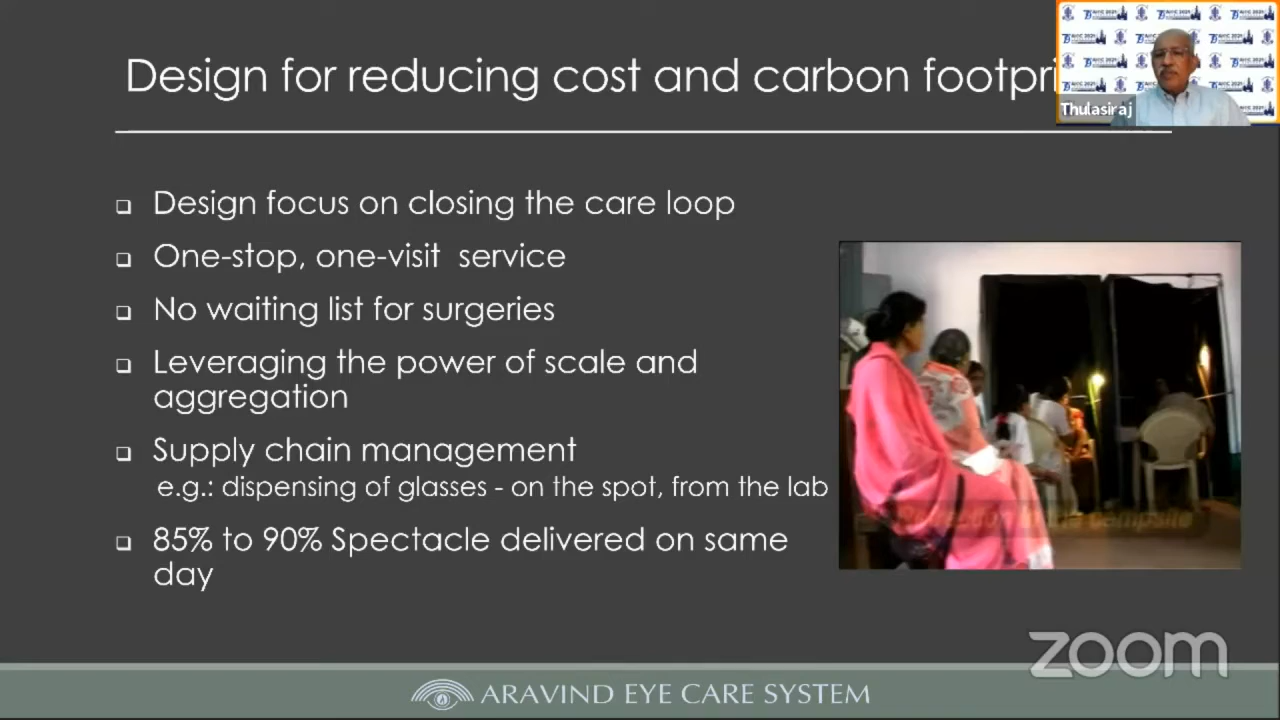 Design for reducing cost and carbon footpri
Thulasiraj
Design focus on closing the care loop
One-stop, one-visit service
No waiting list for surgeries
Leveraging the power of scale and
aggregation
Supply chain management
e.g.: dispensing of glasses - on the spot, from the lab
85% to 90% Spectacle delivered on same
day
zoom
ARAVIND EYE CARE SYSTEM